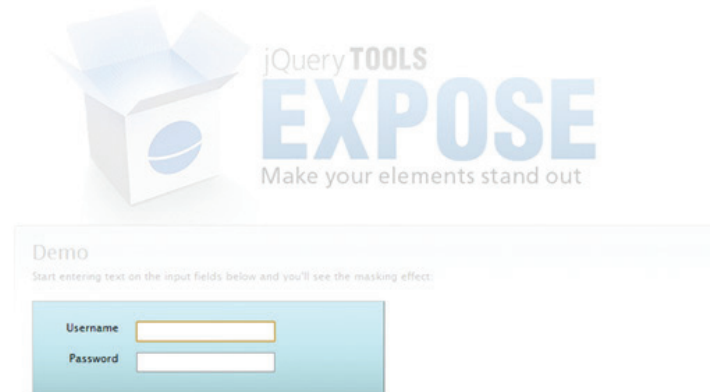 jQuery TOOLS
EXPOSE
Make your elements stand out
Demo
Start entering text on the input fields below and you'll see the masking effect
Username
Password